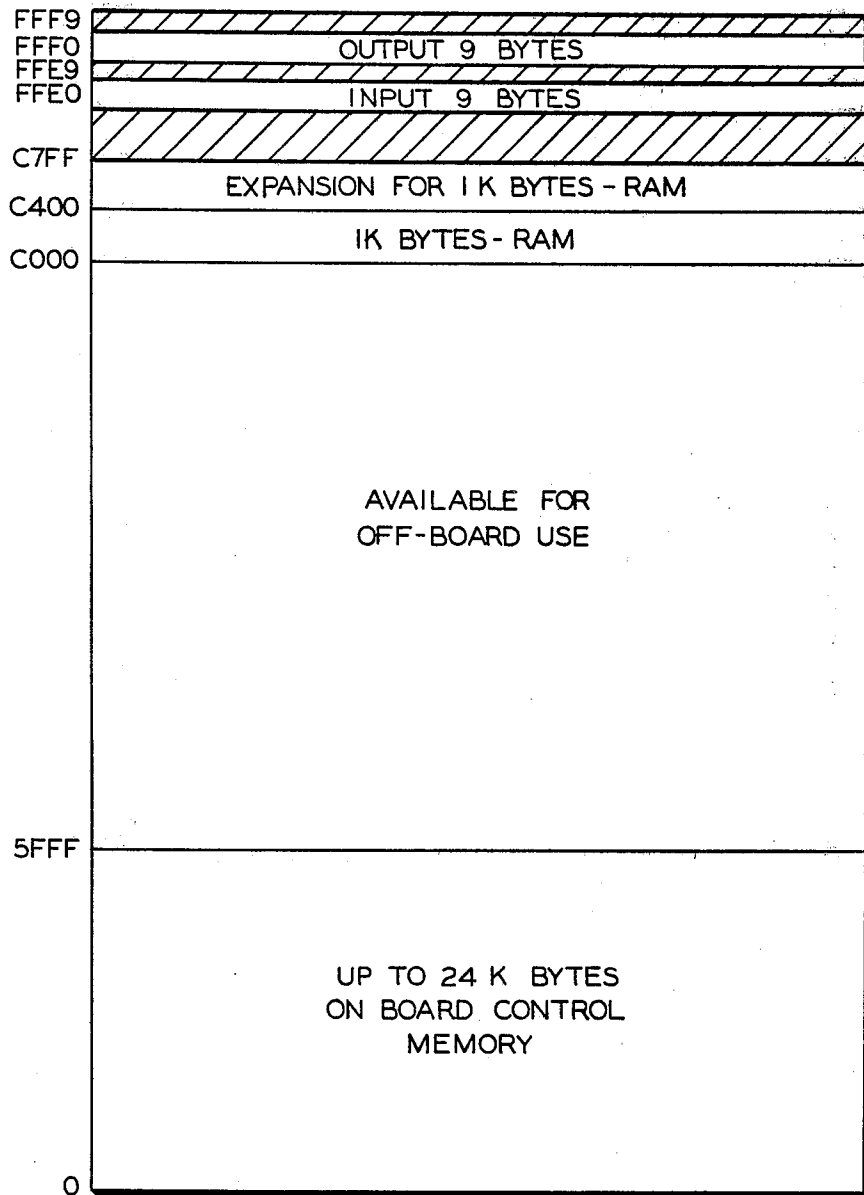 FFF9
FFF0 OUTPUT 9 BYTES
FFE9
FFE0 INPUT 9 BYTES
C7FF
EXPANSION FOR 1 K BYTES - RAM
C400
1K BYTES - RAM
C000
AVAILABLE FOR
OFF-BOARD USE
5FFF
UP TO 24 K BYTES
ON BOARD CONTROL
MEMORY
0